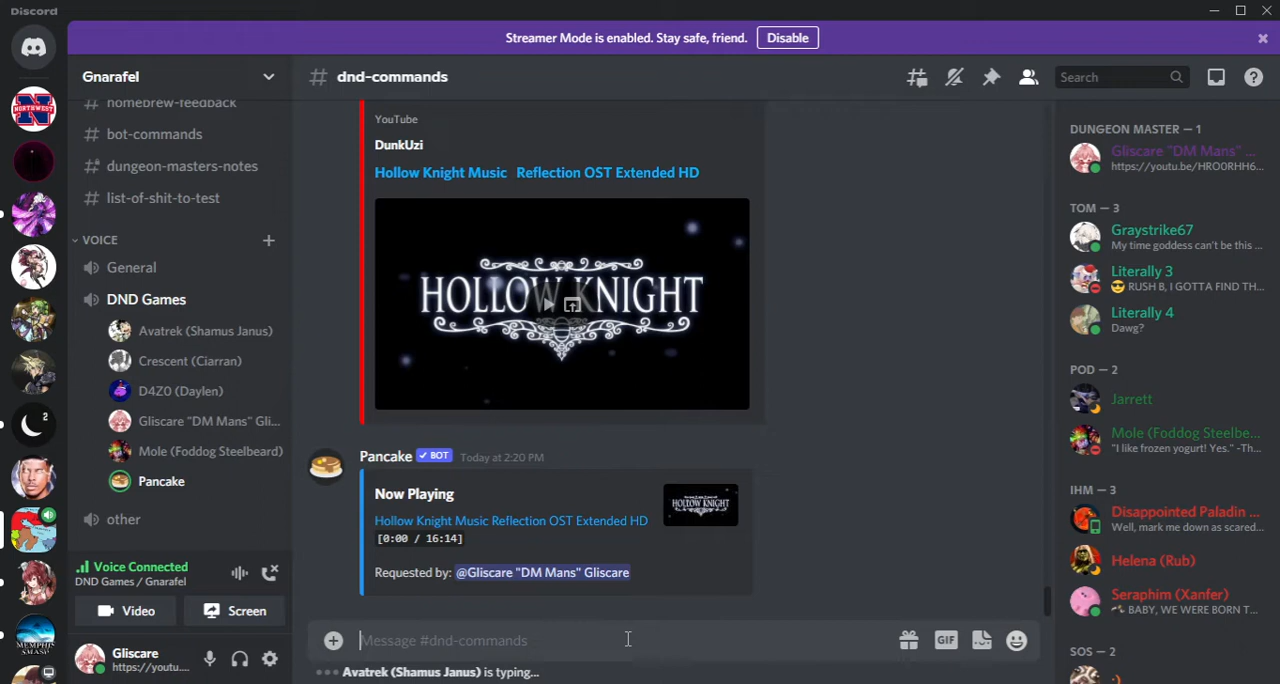 Discord
Streamer Mode is enabled. Stay safe, friend.
Disable
Gnarafel
# dnd-commands
Search
NORTHWEST
homebrew-feedback
bot-commands
dungeon-masters-notes
list-of-shit-to-test
VOICE
General
DND Games
Avatrek (Shamus Janus)
Crescent (Ciarran)
D4Z0 (Daylen)
Gliscare "DM Mans" Gli...
Mole (Foddog Steelbeard)
Pancake
other
2
Voice Connected
DND Games / Gnarafel
Video
Screen
Gliscare
https://youtu....
MEMPHIS
YouTube
DunkUzi
Hollow Knight Music Reflection OST Extended HD
HOLLOW KNIGHT
Pancake BOT Today at 2:20 PM
Now Playing
Hollow Knight Music Reflection OST Extended HD
[0:00 / 16:14]
HOLLOW KNIGHT
Requested by: @Gliscare "DM Mans" Gliscare
Message #dnd-commands
GIF
Avatrek (Shamus Janus) is typing...
DUNGEON MASTER — 1
Gliscare "DM Mans" ...
https://youtu.be/HRO0RHH6...
TOM — 3
Graystrike67
My time goddess can't be this ...
Literally 3
RUSH B, I GOTTA FIND TH...
Literally 4
Dawg?
POD — 2
Jarrett
Mole (Foddog Steelbe...
"I like frozen yogurt! Yes." -Th...
IHM — 3
Disappointed Paladin ...
Well, mark me down as scared...
Helena (Rub)
Seraphim (Xanfer)
BABY, WE WERE BORN T...
SOS — 2
:)